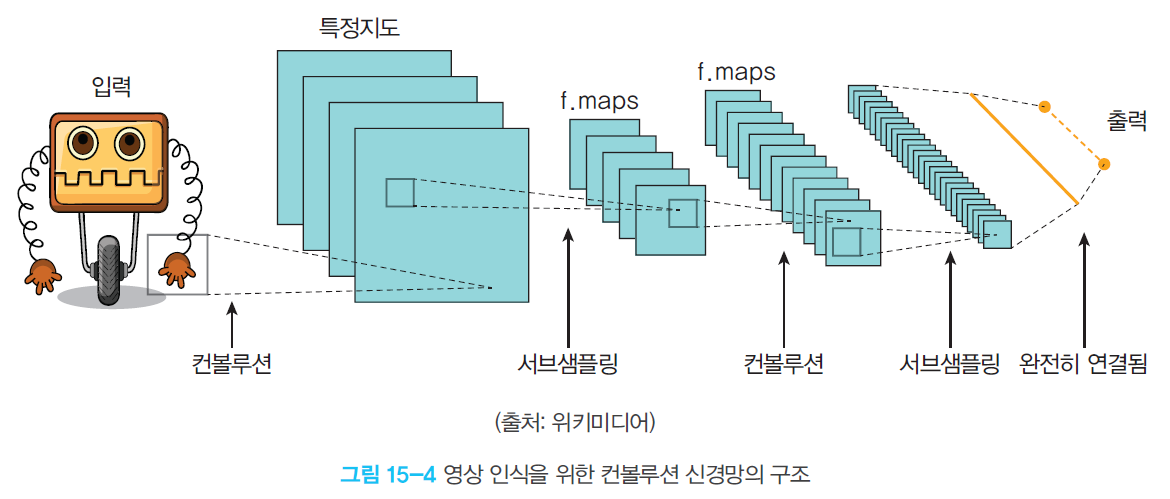 특정지도
입력
f.maps
f.maps
출력
컨볼루션
서브샘플링
컨볼루션
서브샘플링
완전히 연결됨
(출처: 위키미디어)
그림 15-4 영상 인식을 위한 컨볼루션 신경망의 구조